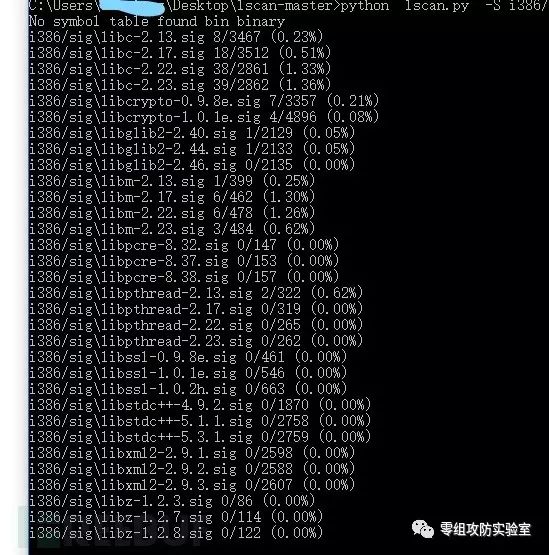 C:\Users\ \Desktop\lscan-master>python lscan.py -S i386/
No symbol table found bin binary
i386/sig\libc-2.13.sig 8/3467 (0.23%)
i386/sig\libc-2.17.sig 18/3512 (0.51%)
i386/sig\libc-2.22.sig 38/2861 (1.33%)
i386/sig\libc-2.23.sig 39/2862 (1.36%)
i386/sig\libcrypto-0.9.8e.sig 7/3357 (0.21%)
i386/sig\libcrypto-1.0.1e.sig 4/4896 (0.08%)
i386/sig\libglib2-2.40.sig 1/2129 (0.05%)
i386/sig\libglib2-2.44.sig 1/2133 (0.05%)
i386/sig\libglib2-2.46.sig 0/2135 (0.00%)
i386/sig\libm-2.13.sig 1/399 (0.25%)
i386/sig\libm-2.17.sig 6/462 (1.30%)
i386/sig\libm-2.22.sig 6/478 (1.26%)
i386/sig\libm-2.23.sig 3/484 (0.62%)
i386/sig\libpcre-8.32.sig 0/147 (0.00%)
i386/sig\libpcre-8.37.sig 0/153 (0.00%)
i386/sig\libpcre-8.38.sig 0/157 (0.00%)
i386/sig\libpthread-2.13.sig 2/322 (0.62%)
i386/sig\libpthread-2.17.sig 0/319 (0.00%)
i386/sig\libpthread-2.22.sig 0/265 (0.00%)
i386/sig\libpthread-2.23.sig 0/262 (0.00%)
i386/sig\libssl-0.9.8e.sig 0/461 (0.00%)
i386/sig\libssl-1.0.1e.sig 0/546 (0.00%)
i386/sig\libssl-1.0.2h.sig 0/663 (0.00%)
i386/sig\libstdc++-4.9.2.sig 0/1870 (0.00%)
i386/sig\libstdc++-5.1.1.sig 0/2758 (0.00%)
i386/sig\libstdc++-5.3.1.sig 0/2759 (0.00%)
i386/sig\libxml2-2.9.1.sig 0/2598 (0.00%)
i386/sig\libxml2-2.9.2.sig 0/2588 (0.00%)
i386/sig\libxml2-2.9.3.sig 0/2607 (0.00%)
i386/sig\libz-1.2.3.sig 0/86 (0.00%)
i386/sig\libz-1.2.7.sig 0/114 (0.00%)
i386/sig\libz-1.2.8.sig 0/122 (0.00%)
零组攻防实验室